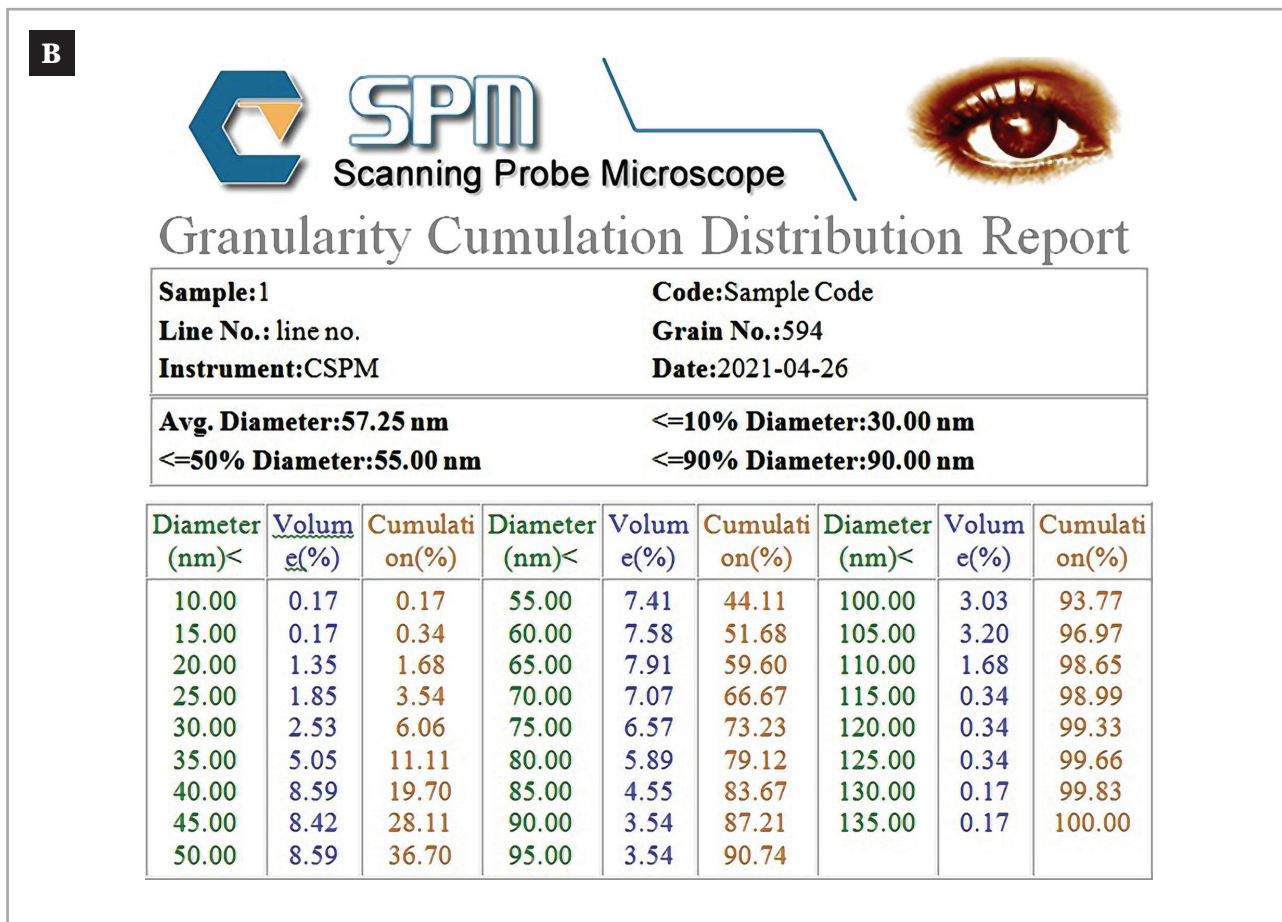 B
SPM
Scanning Probe Microscope
Granularity Cumulation Distribution Report
Sample:1 Code:Sample Code
Line No.: line no. Grain No.:594
Instrument:CSPM Date:2021-04-26
Avg. Diameter:57.25 nm <=10% Diameter:30.00 nm
<=50% Diameter:55.00 nm <=90% Diameter:90.00 nm
Diameter Volum Cumulati Diameter Volum Cumulati Diameter Volum Cumulati
(nm)< e(%) on(%) (nm)< e(%) on(%) (nm)< e(%) on(%)
10.00 0.17 0.17 55.00 7.41 44.11 100.00 3.03 93.77
15.00 0.17 0.34 60.00 7.58 51.68 105.00 3.20 96.97
20.00 1.35 1.68 65.00 7.91 59.60 110.00 1.68 98.65
25.00 1.85 3.54 70.00 7.07 66.67 115.00 0.34 98.99
30.00 2.53 6.06 75.00 6.57 73.23 120.00 0.34 99.33
35.00 5.05 11.11 80.00 5.89 79.12 125.00 0.34 99.66
40.00 8.59 19.70 85.00 4.55 83.67 130.00 0.17 99.83
45.00 8.42 28.11 90.00 3.54 87.21 135.00 0.17 100.00
50.00 8.59 36.70 95.00 3.54 90.74